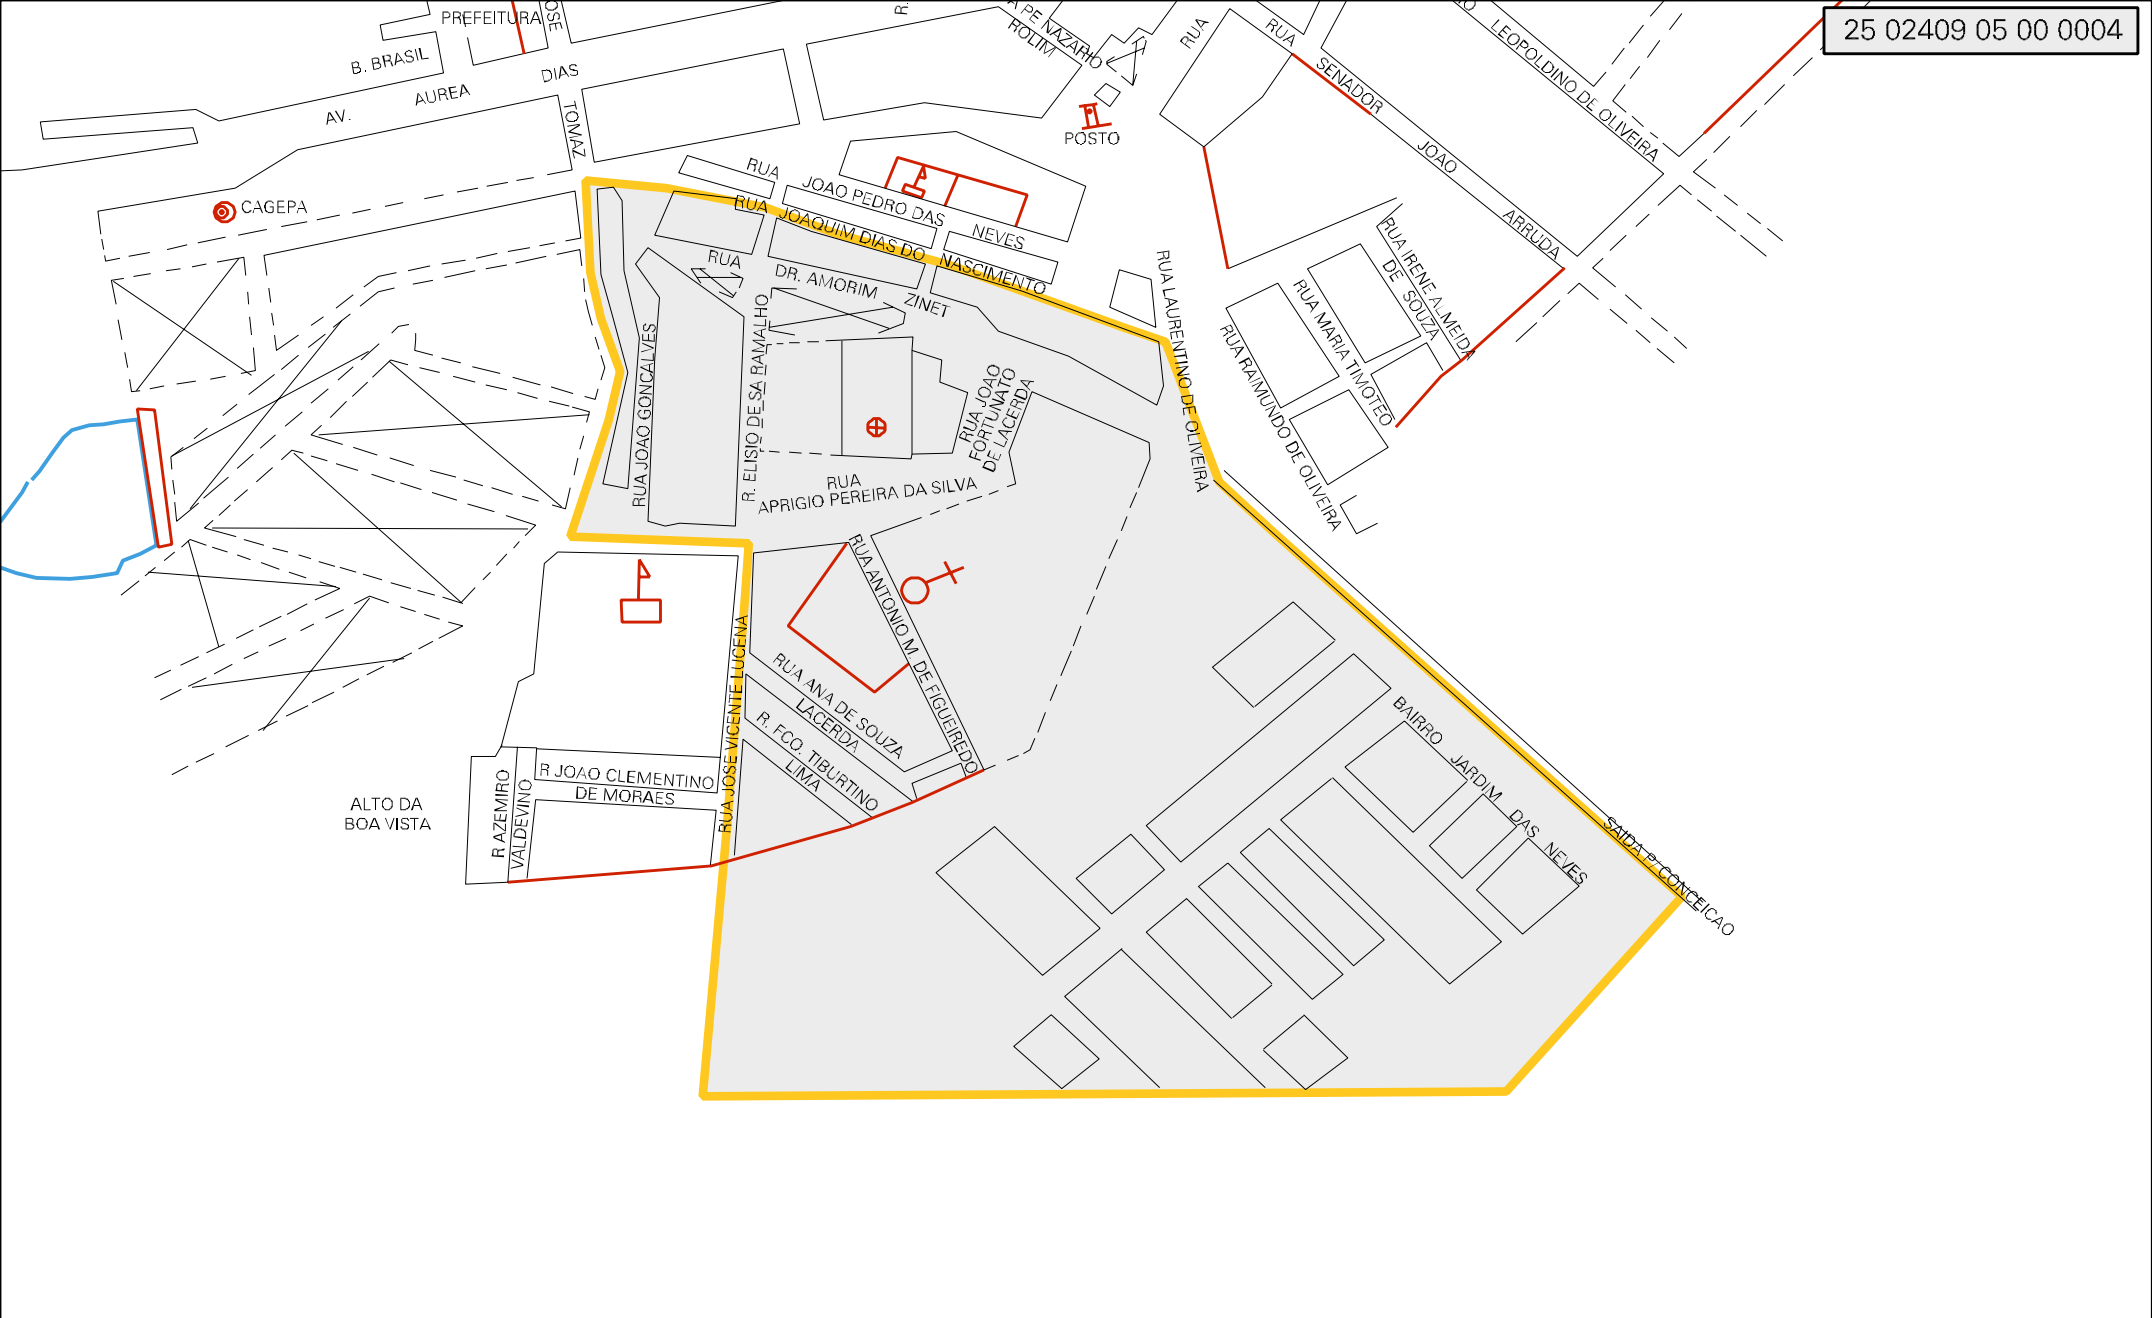 25 02409 05 00 0004
PREFEITURA
OSE
R.
A PE NAZARIO
ROLIM
RUA
RUA
SENADOR
JOAO
ARRUDA
LEOPOLDINO DE OLIVEIRA
B. BRASIL
AV.
AUREA
DIAS
TOMAZ
POSTO
CAGEPA
RUA
JOAO PEDRO DAS
NEVES
RUA
JOAQUIM DIAS DO
NASCIMENTO
RUA
DR. AMORIM
ZINET
RUA LAURENTINO DE OLIVEIRA
RUA IRENE ALMEIDA
DE SOUZA
RUA MARIA TIMOTEO
RUA RAIMUNDO DE OLIVEIRA
RUA JOAO GONCALVES
R. ELISIO DE SA RAMALHO
RUA JOAO
FORTUNATO
DE LACERDA
RUA
APRIGIO PEREIRA DA SILVA
RUA ANTONIO M. DE FIGUEIREDO
RUA JOSE VICENTE LUCENA
RUA ANA DE SOUZA
LACERDA
R. FCO. TIBURTINO
LIMA
R JOAO CLEMENTINO
DE MORAES
R AZEMIRO
VALDEVINO
ALTO DA
BOA VISTA
BAIRRO
JARDIM
DAS
NEVES
SAIDA P/ CONCEICAO